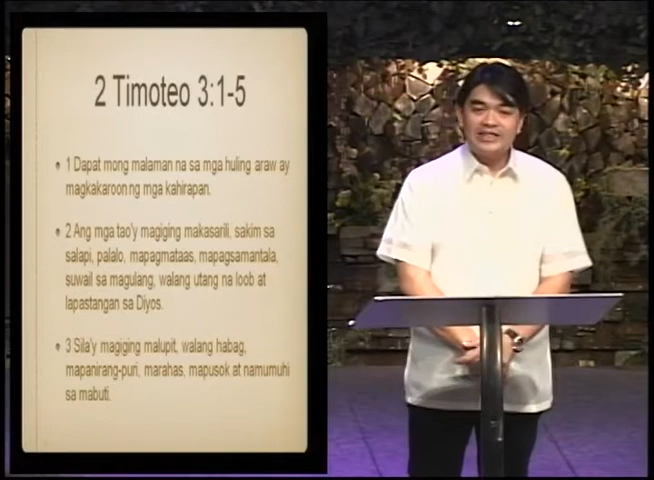 2 Timoteo 3:1-5
• 1 Dapat mong malaman na sa mga huling araw ay
magkakaroon ng mga kahirapan.
• 2 Ang mga tao'y magiging makasarili, sakim sa
salapi, palalo, mapagmataas, mapagsamantala,
suwail sa magulang, walang utang na loob at
lapastangan sa Diyos.
• 3 Sila'y magiging malupit, walang habag,
mapanirang-puri, marahas, mapusok at namumuhi
sa mabuti.